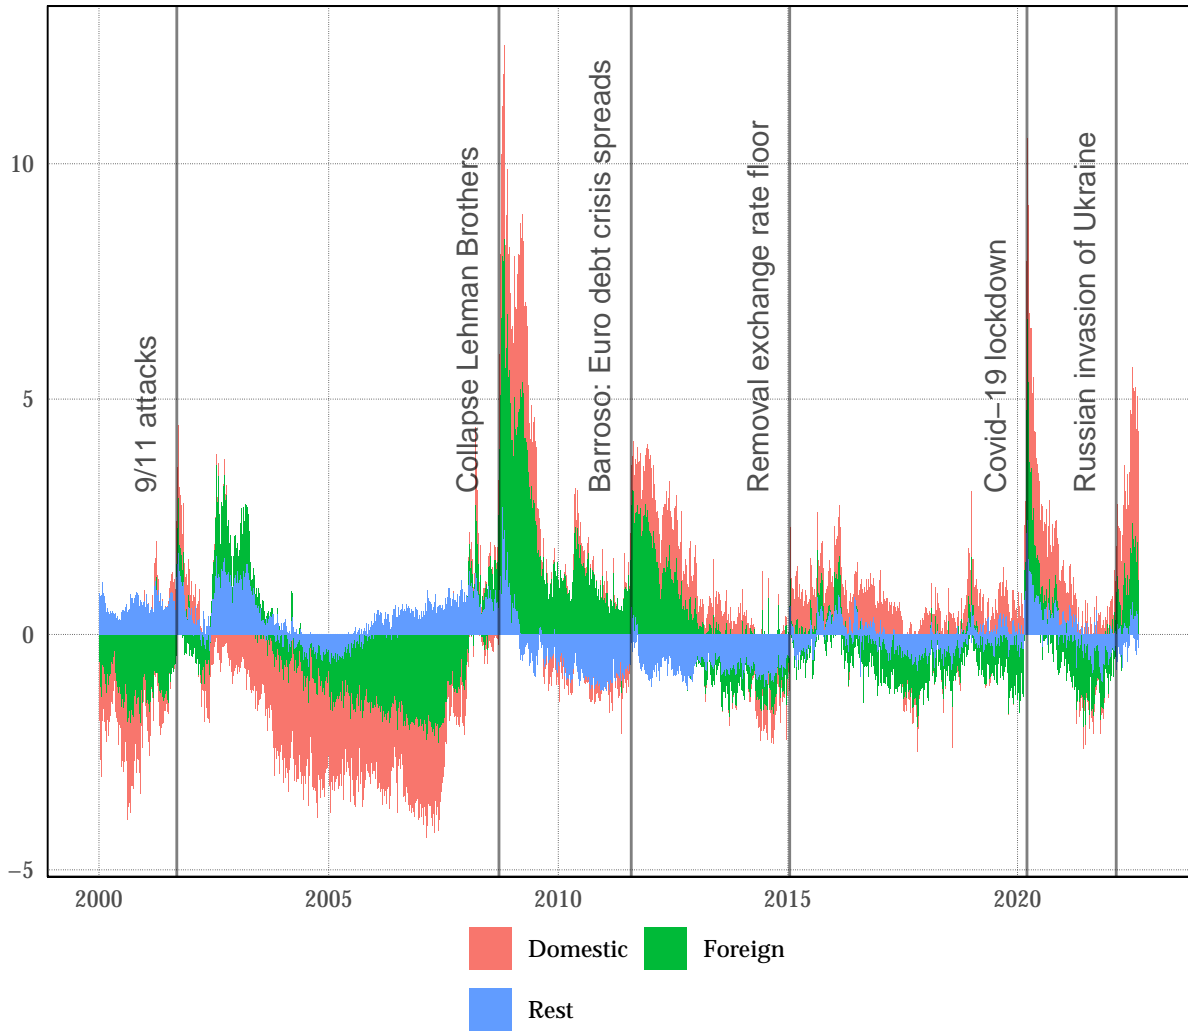 10
5
0
−5
9/11 attacks
Collapse Lehman Brothers
Barroso: Euro debt crisis spreads
Removal exchange rate floor
Covid−19 lockdown
Russian invasion of Ukraine
2000 2005 2010 2015 2020
Domestic Foreign
Rest